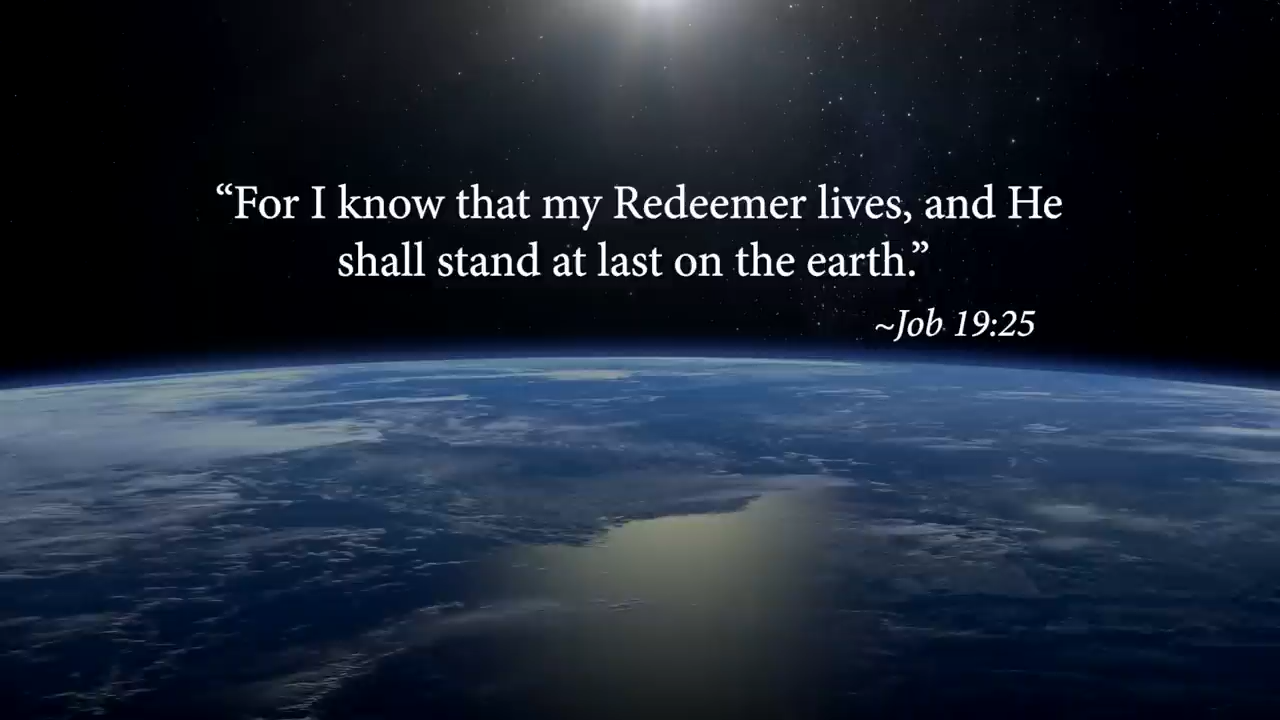 “For I know that my Redeemer lives, and He
shall stand at last on the earth.”
~Job 19:25